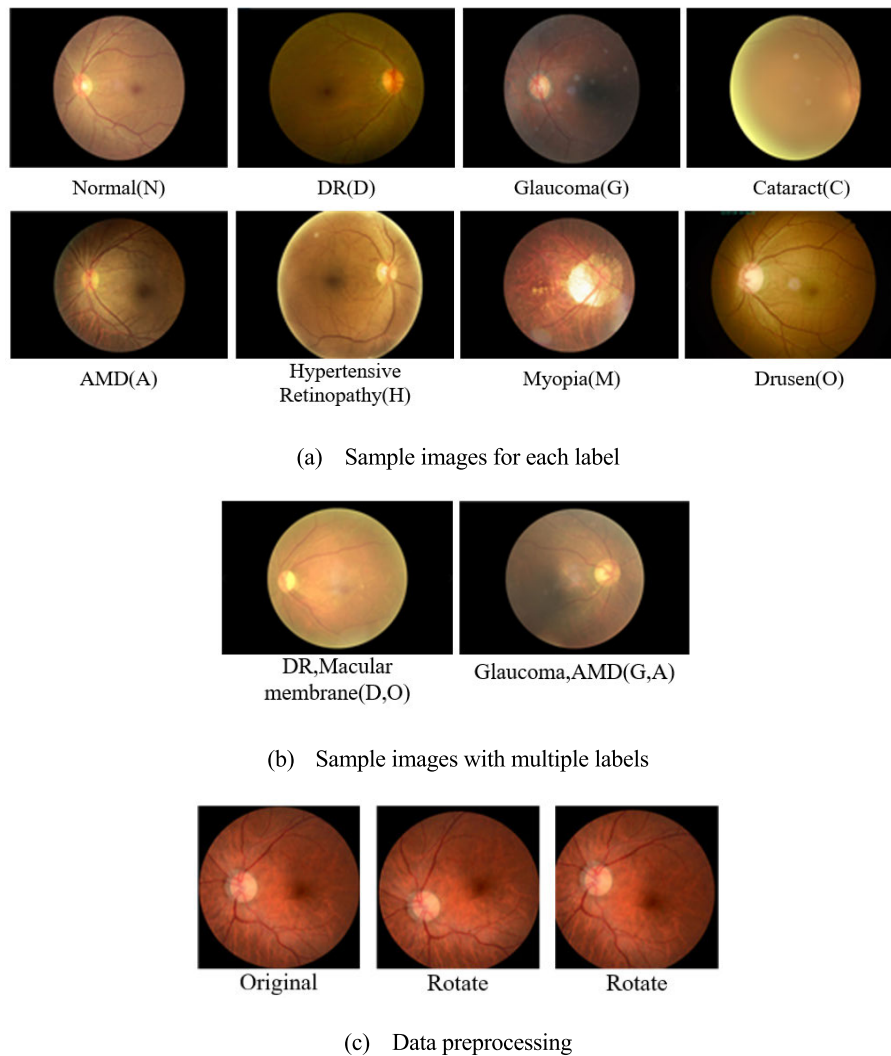 Normal(N)
DR(D)
Glaucoma(G)
Cataract(C)
AMD(A)
Hypertensive
Retinopathy(H)
Myopia(M)
Drusen(O)
(a) Sample images for each label
DR,Macular
membrane(D,O)
Glaucoma,AMD(G,A)
(b) Sample images with multiple labels
Original
Rotate
Rotate
(c) Data preprocessing